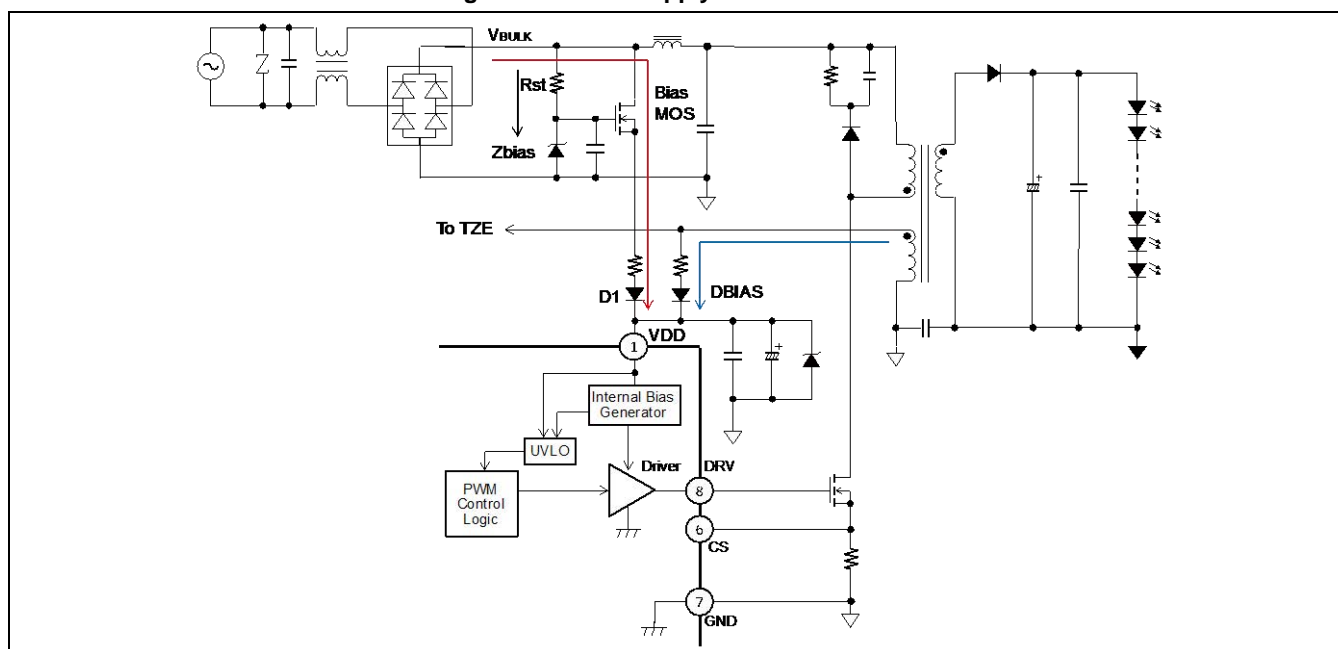 VBULK
Rst
Bias
MOS
Zbias
To TZE
D1
DBIAS
1
VDD
Internal Bias
Generator
UVLO
Driver
DRV
PWM
Control
Logic
8
6
CS
7
GND
+
+